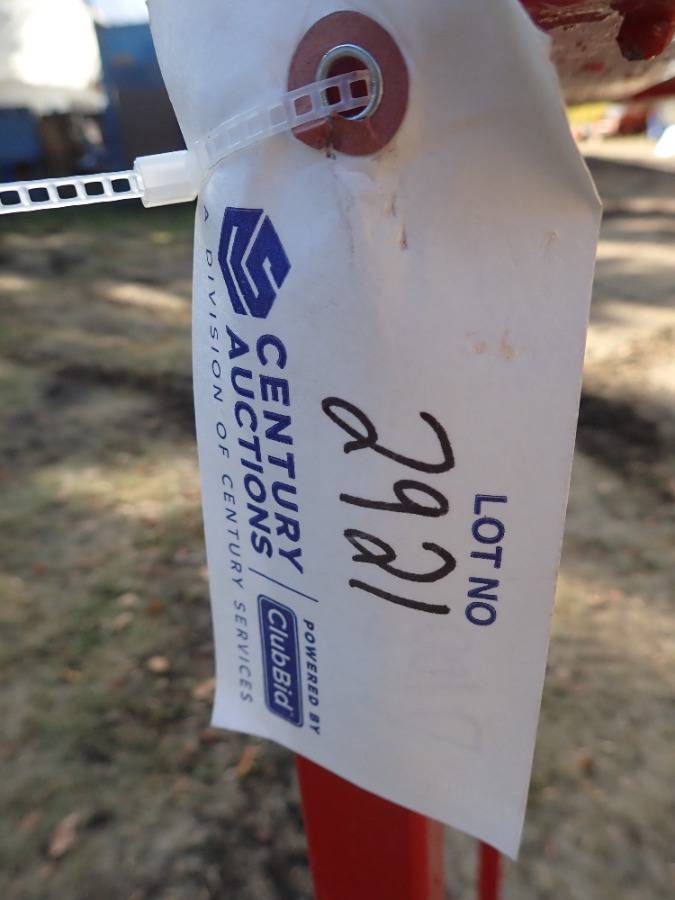 LOT NO
2921
CENTURY
AUCTIONS
POWERED BY
ClubBid
A DIVISION OF CENTURY SERVICES